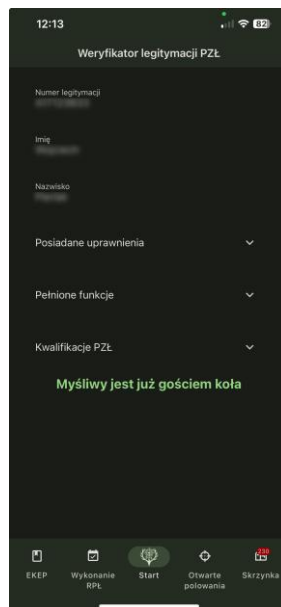 12:13
82
Weryfikator legitymacji PZŁ
Numer legitymacji
Imię
Nazwisko
Posiadane uprawnienia
Pełnione funkcje
Kwalifikacje PZŁ
Myśliwy jest już gościem koła
230
EKEP Wykonanie Start Otwarte Skrzynka
RPŁ polowania